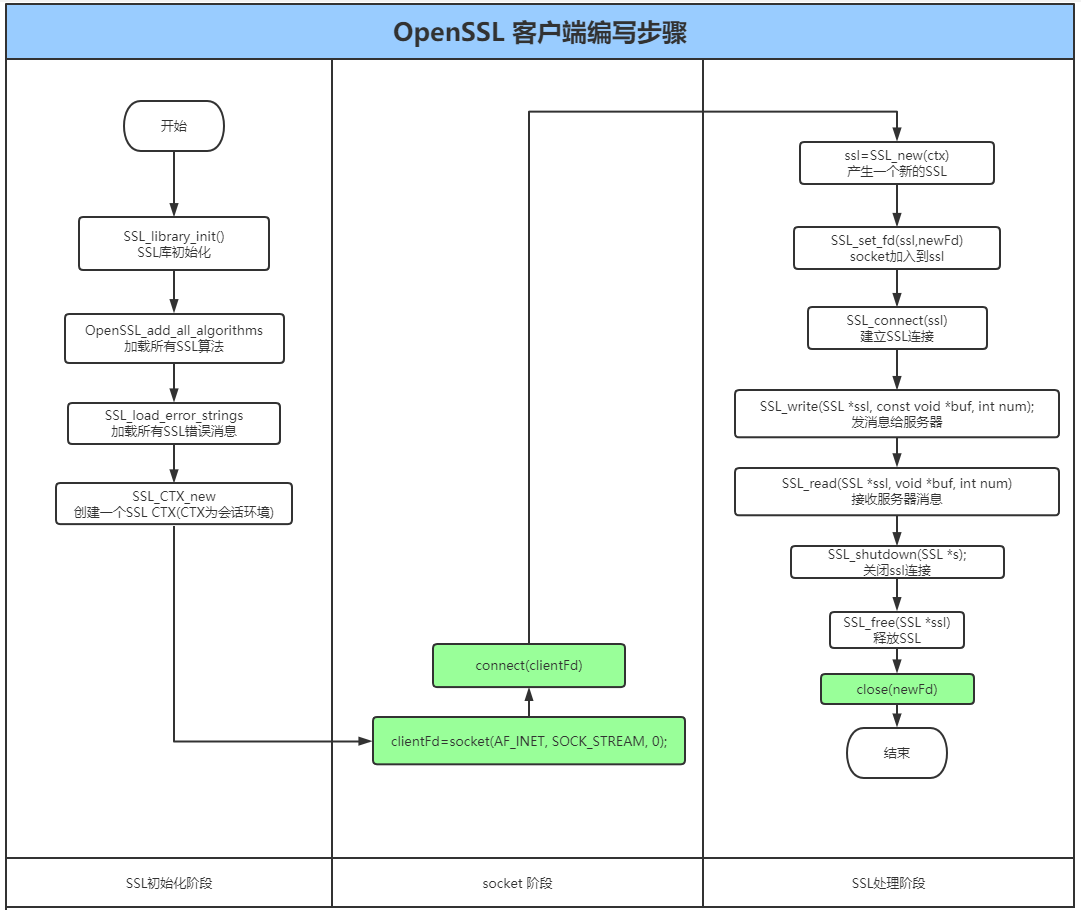 OpenSSL 客户端编写步骤
开始
SSL_library_init()
SSL库初始化
OpenSSL_add_all_algorithms
加载所有SSL算法
SSL_load_error_strings
加载所有SSL错误消息
SSL_CTX_new
创建一个SSL CTX(CTX为会话环境)
connect(clientFd)
clientFd=socket(AF_INET, SOCK_STREAM, 0);
ssl=SSL_new(ctx)
产生一个新的SSL
SSL_set_fd(ssl,newFd)
socket加入到ssl
SSL_connect(ssl)
建立SSL连接
SSL_write(SSL *ssl, const void *buf, int num);
发消息给服务器
SSL_read(SSL *ssl, void *buf, int num)
接收服务器消息
SSL_shutdown(SSL *s);
关闭ssl连接
SSL_free(SSL *ssl)
释放SSL
close(newFd)
结束
SSL初始化阶段
socket 阶段
SSL处理阶段